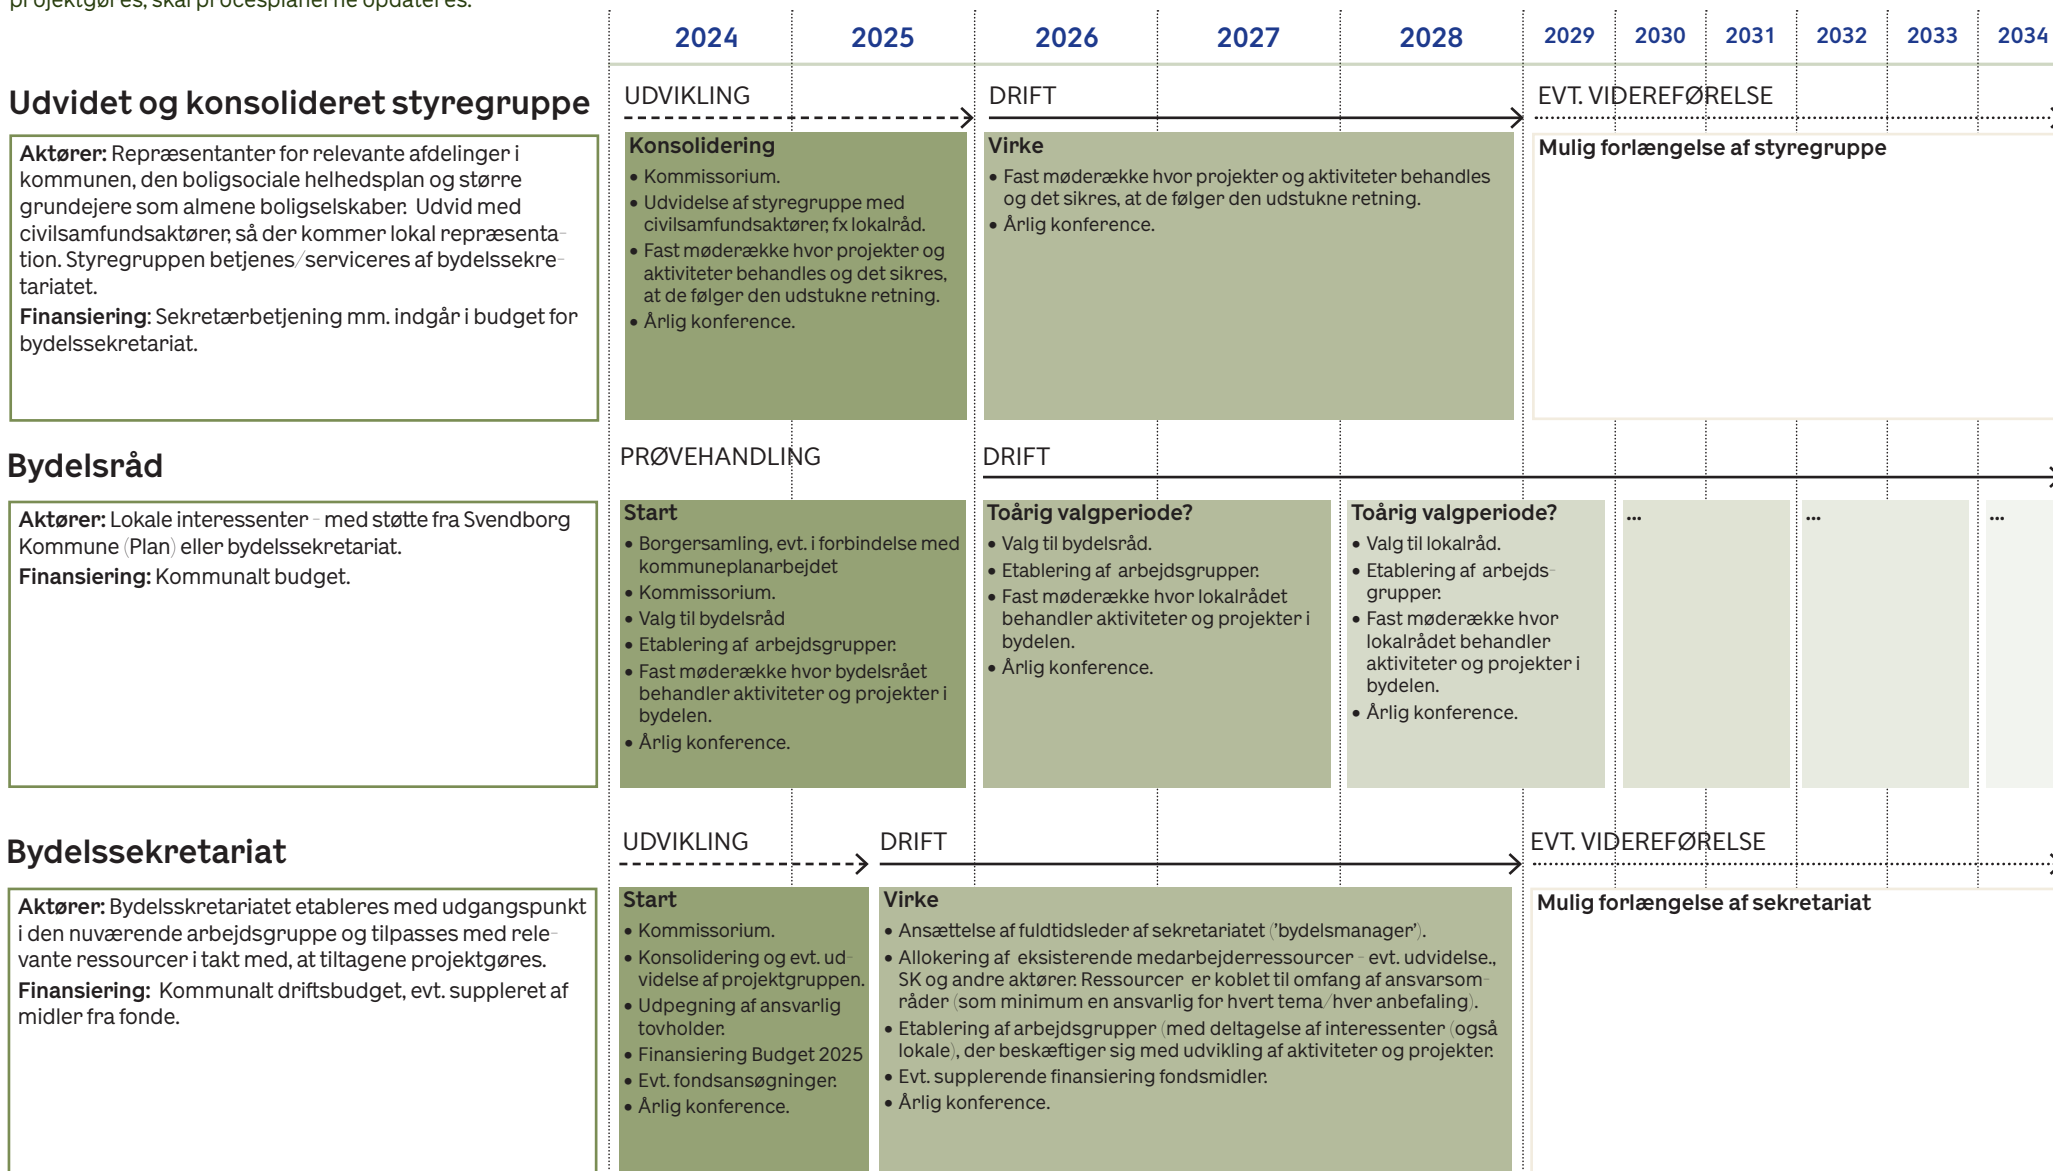 projektgøres, skal procesplanerne opdateres.
2024 2025 2026 2027 2028 2029 2030 2031 2032 2033 2034
Udvidet og konsolideret styregruppe
Aktører: Repræsentanter for relevante afdelinger i
kommunen, den boligsociale helhedsplan og større
grundejere som almene boligselskaber. Udvid med
civilsamfundsaktører, så der kommer lokal repræsenta-
tion. Styregruppen betjenes/serviceres af bydelssekre-
tariatet.
Finansiering: Sekretærbetjening mm. indgår i budget for
bydelssekretariat.
UDVIKLING
Konsolidering
• Kommissorium.
• Udvidelse af styregruppe med
civilsamfundsaktører, fx lokalråd.
• Fast møderække hvor projekter og
aktiviteter behandles og det sikres,
at de følger den udstukne retning.
• Årlig konference.
DRIFT
Virke
• Fast møderække hvor projekter og aktiviteter behandles
og det sikres, at de følger den udstukne retning.
• Årlig konference.
EVT. VIDEREFØRELSE
Mulig forlængelse af styregruppe
Bydelsråd
Aktører: Lokale interessenter - med støtte fra Svendborg
Kommune (Plan) eller bydelssekretariat.
Finansiering: Kommunalt budget.
PRØVEHANDLING
Start
• Borgersamling, evt. i forbindelse med
kommuneplanarbejdet
• Kommissorium.
• Valg til bydelsråd
• Etablering af arbejdsgrupper.
• Fast møderække hvor bydelsrået
behandler aktiviteter og projekter i
bydelen.
• Årlig konference.
DRIFT
Toårig valgperiode?
• Valg til bydelsråd.
• Etablering af arbejdsgrupper.
• Fast møderække hvor lokalrådet
behandler aktiviteter og projekter i
bydelen.
• Årlig konference.
Toårig valgperiode?
• Valg til lokalråd.
• Etablering af arbejds-
grupper.
• Fast møderække hvor
lokalrådet behandler
aktiviteter og projekter i
bydelen.
• Årlig konference.
...
...
...
Bydelssekretariat
Aktører: Bydelsskretariatet etableres med udgangspunkt
i den nuværende arbejdsgruppe og tilpasses med rele-
vante ressourcer i takt med, at tiltagene projektgøres.
Finansiering: Kommunalt driftsbudget, evt. suppleret af
midler fra fonde.
UDVIKLING
Start
• Kommissorium.
• Konsolidering og evt. ud-
videlse af projektgruppen.
• Udpegning af ansvarlig
tovholder.
• Finansiering Budget 2025
• Evt. fondsansøgninger.
• Årlig konference.
DRIFT
Virke
• Ansættelse af fuldtidsleder af sekretariatet ('bydelsmanager').
• Allokering af eksisterende medarbejderressourcer - evt. udvidelse.,
SK og andre aktører. Ressourcer er koblet til omfang af ansvarsom-
råder (som minimum en ansvarlig for hvert tema/hver anbefaling).
• Etablering af arbejdsgrupper (med deltagelse af interessenter (også
lokale), der beskæftiger sig med udvikling af aktiviteter og projekter.
• Evt. supplerende finansiering fondsmidler.
• Årlig konference.
EVT. VIDEREFØRELSE
Mulig forlængelse af sekretariat